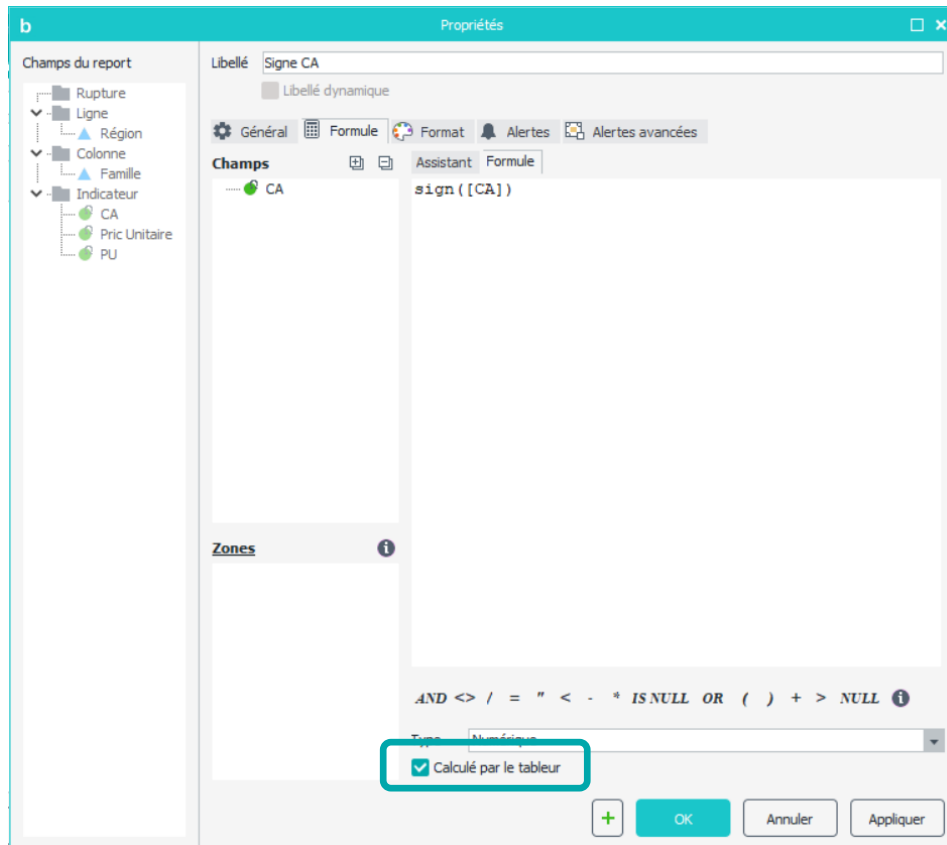 b
Propriétés
Champs du report
Rupture
Ligne
Région
Colonne
Famille
Indicateur
CA
Pric Unitaire
PU
Libellé Signe CA
Libellé dynamique
Général Formule Format Alertes Alertes avancées
Champs
CA
Assistant Formule
sign([CA])
Zones
AND <> / = " < - * IS NULL OR ( ) + > NULL
Type Numérique
Calculé par le tableur
+ OK Annuler Appliquer